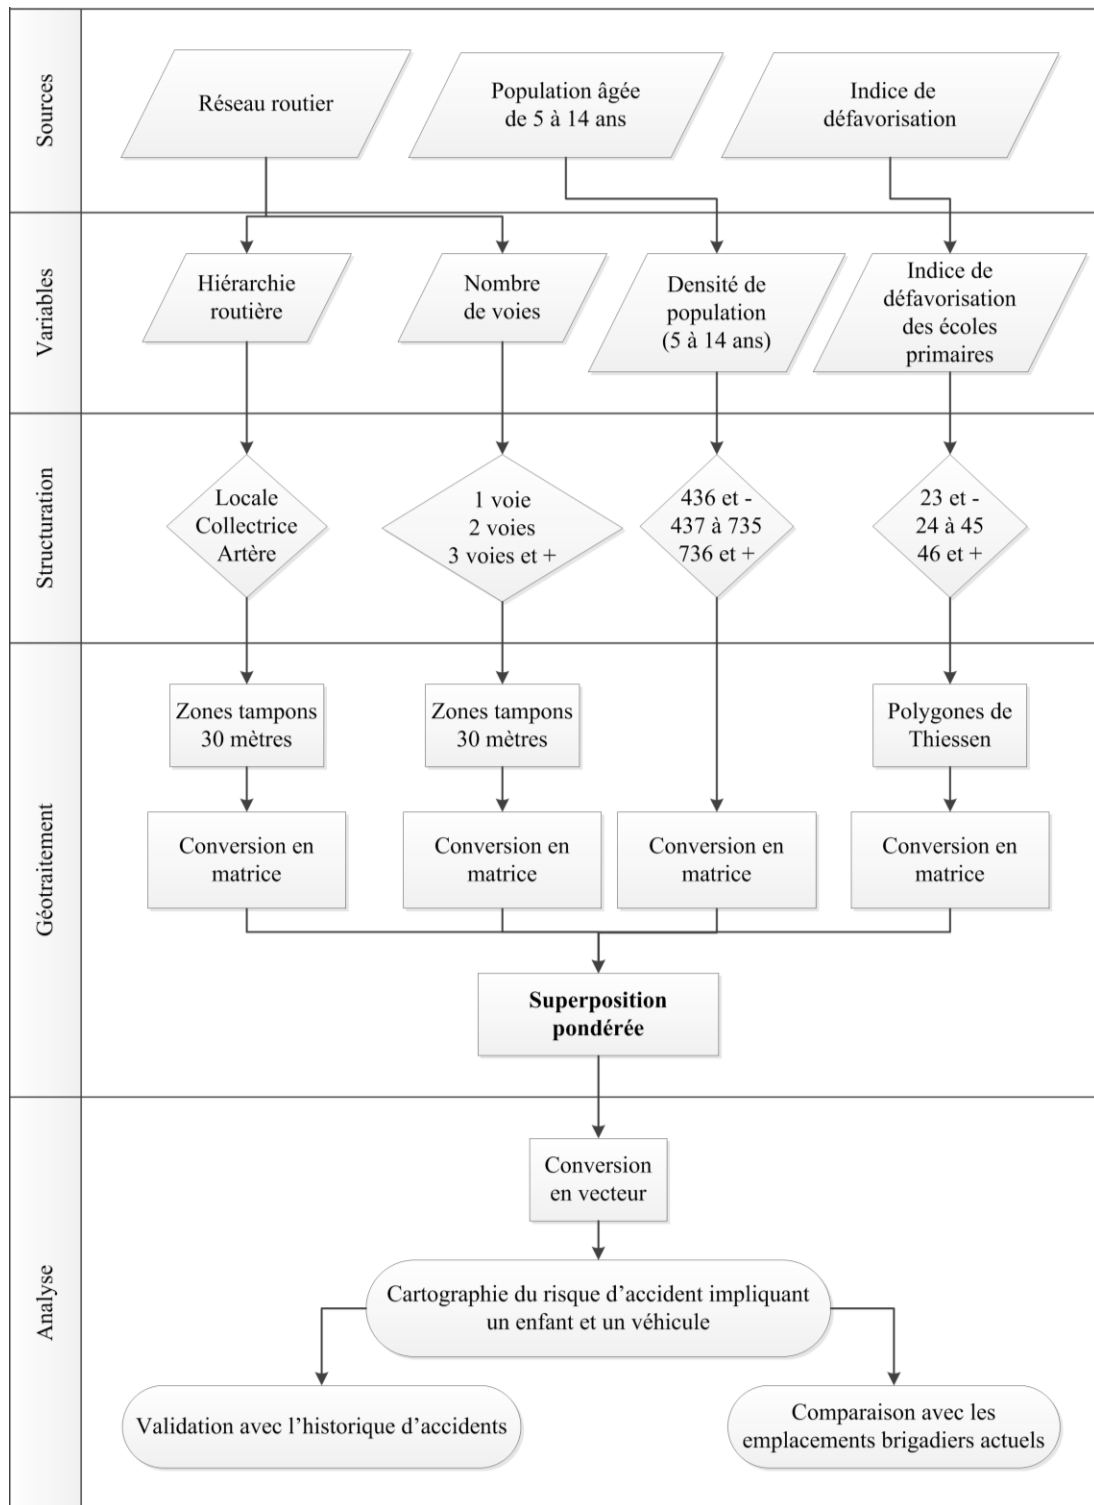 Sources
Réseau routier
Population âgée
de 5 à 14 ans
Indice de
défavorisation
Variables
Hiérarchie
routière
Nombre
de voies
Densité de
population
(5 à 14 ans)
Indice de
défavorisation
des écoles
primaires
Structuration
Locale
Collectrice
Artère
1 voie
2 voies
3 voies et +
436 et -
437 à 735
736 et +
23 et -
24 à 45
46 et +
Géotraitement
Zones tampons
30 mètres
Zones tampons
30 mètres
Polygones de
Thiessen
Conversion en
matrice
Conversion en
matrice
Conversion en
matrice
Conversion en
matrice
Superposition
pondérée
Analyse
Conversion
en vecteur
Cartographie du risque d’accident impliquant
un enfant et un véhicule
Validation avec l’historique d’accidents
Comparaison avec les
emplacements brigadiers actuels